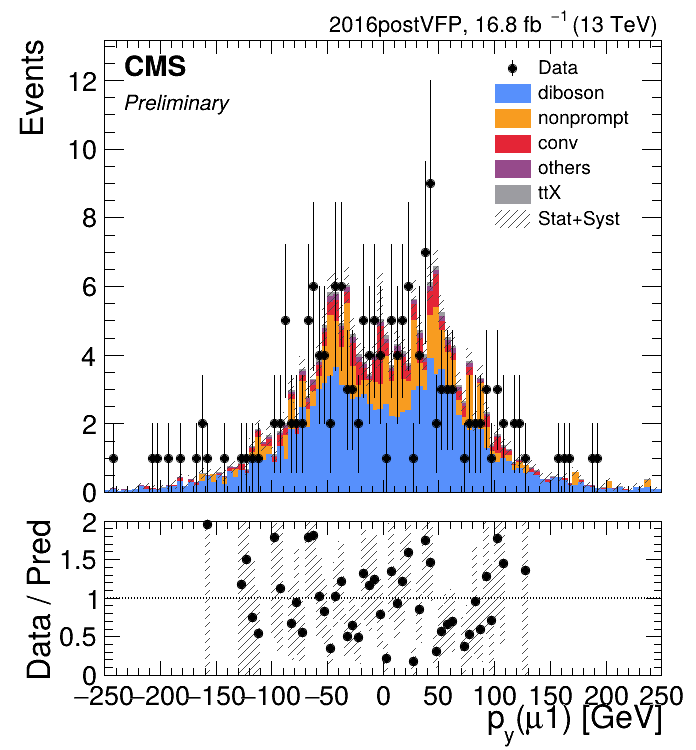 2016postVFP, 16.8 fb⁻¹ (13 TeV)
CMS
Preliminary
Events
12
10
8
6
4
2
0
Data
diboson
nonprompt
conv
others
ttX
Stat+Syst
Data / Pred
2
1.5
1
0.5
0
−250 −200 −150 −100 −50 0 50 100 150 200 250
p_y(μ1) [GeV]